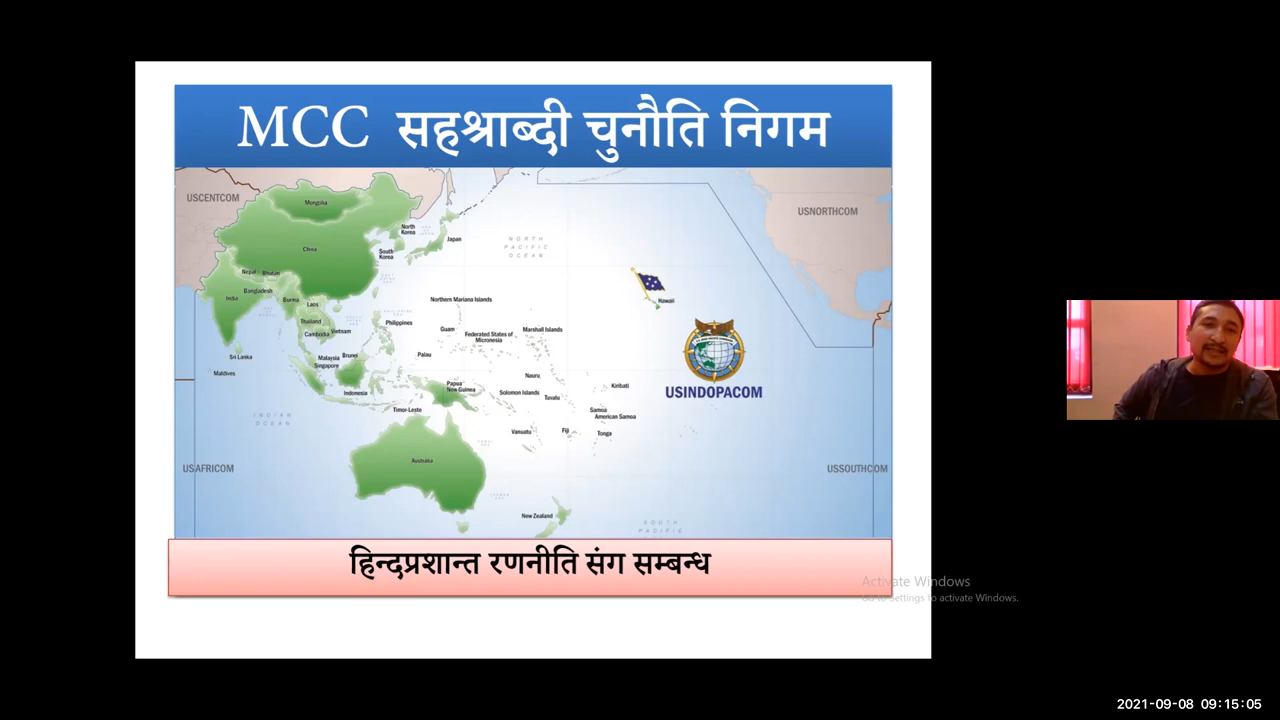 MCC सहश्राब्दी चुनौति निगम
USCENTCOM
USNORTHCOM
Mongolia
North
Korea
Japan
NORTH
PACIFIC
OCEAN
China
South
Korea
Nepal
Bhutan
Bangladesh
India
Burma
Laos
Hawaii
Northern Mariana Islands
Thailand
Vietnam
Cambodia
Philippines
Guam
Federated States of
Micronesia
Marshall Islands
Sri Lanka
Maldives
Malaysia
Brunei
Singapore
Palau
Indonesia
Papua
New Guinea
Nauru
Solomon Islands
Tuvalu
Kiribati
USINDOPACOM
Timor-Leste
Samoa
American Samoa
INDIAN
OCEAN
Vanuatu
Fiji
Tonga
Australia
USAFRICOM
USSOUTHCOM
New Zealand
SOUTH
PACIFIC
हिन्दप्रशान्त रणनीति संग सम्बन्ध
Activate Windows
Go to Settings to activate Windows.
2021-09-08 09:15:05